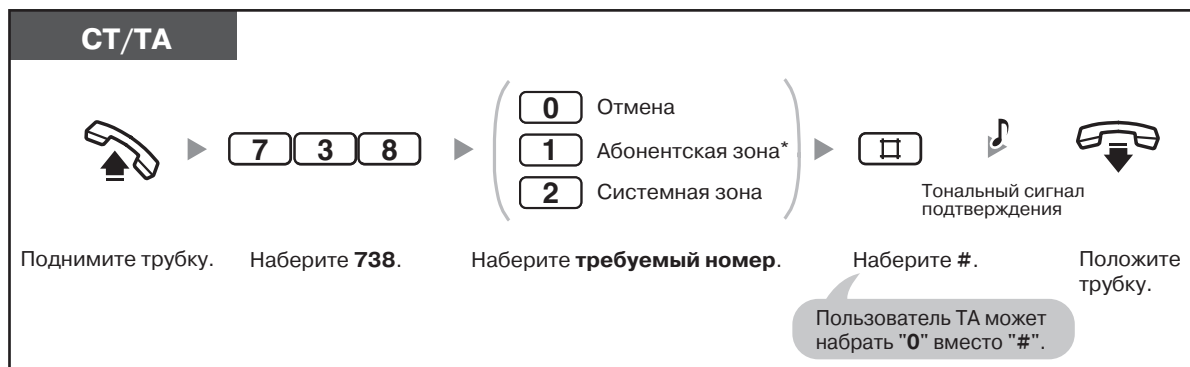 СТ/ТА
7 3 8
0 Отмена
1 Абонентская зона*
2 Системная зона
Тональный сигнал
подтверждения
Поднимите трубку.
Наберите 738.
Наберите требуемый номер.
Наберите #.
Положите
трубку.
Пользователь ТА может
набрать "0" вместо "#".